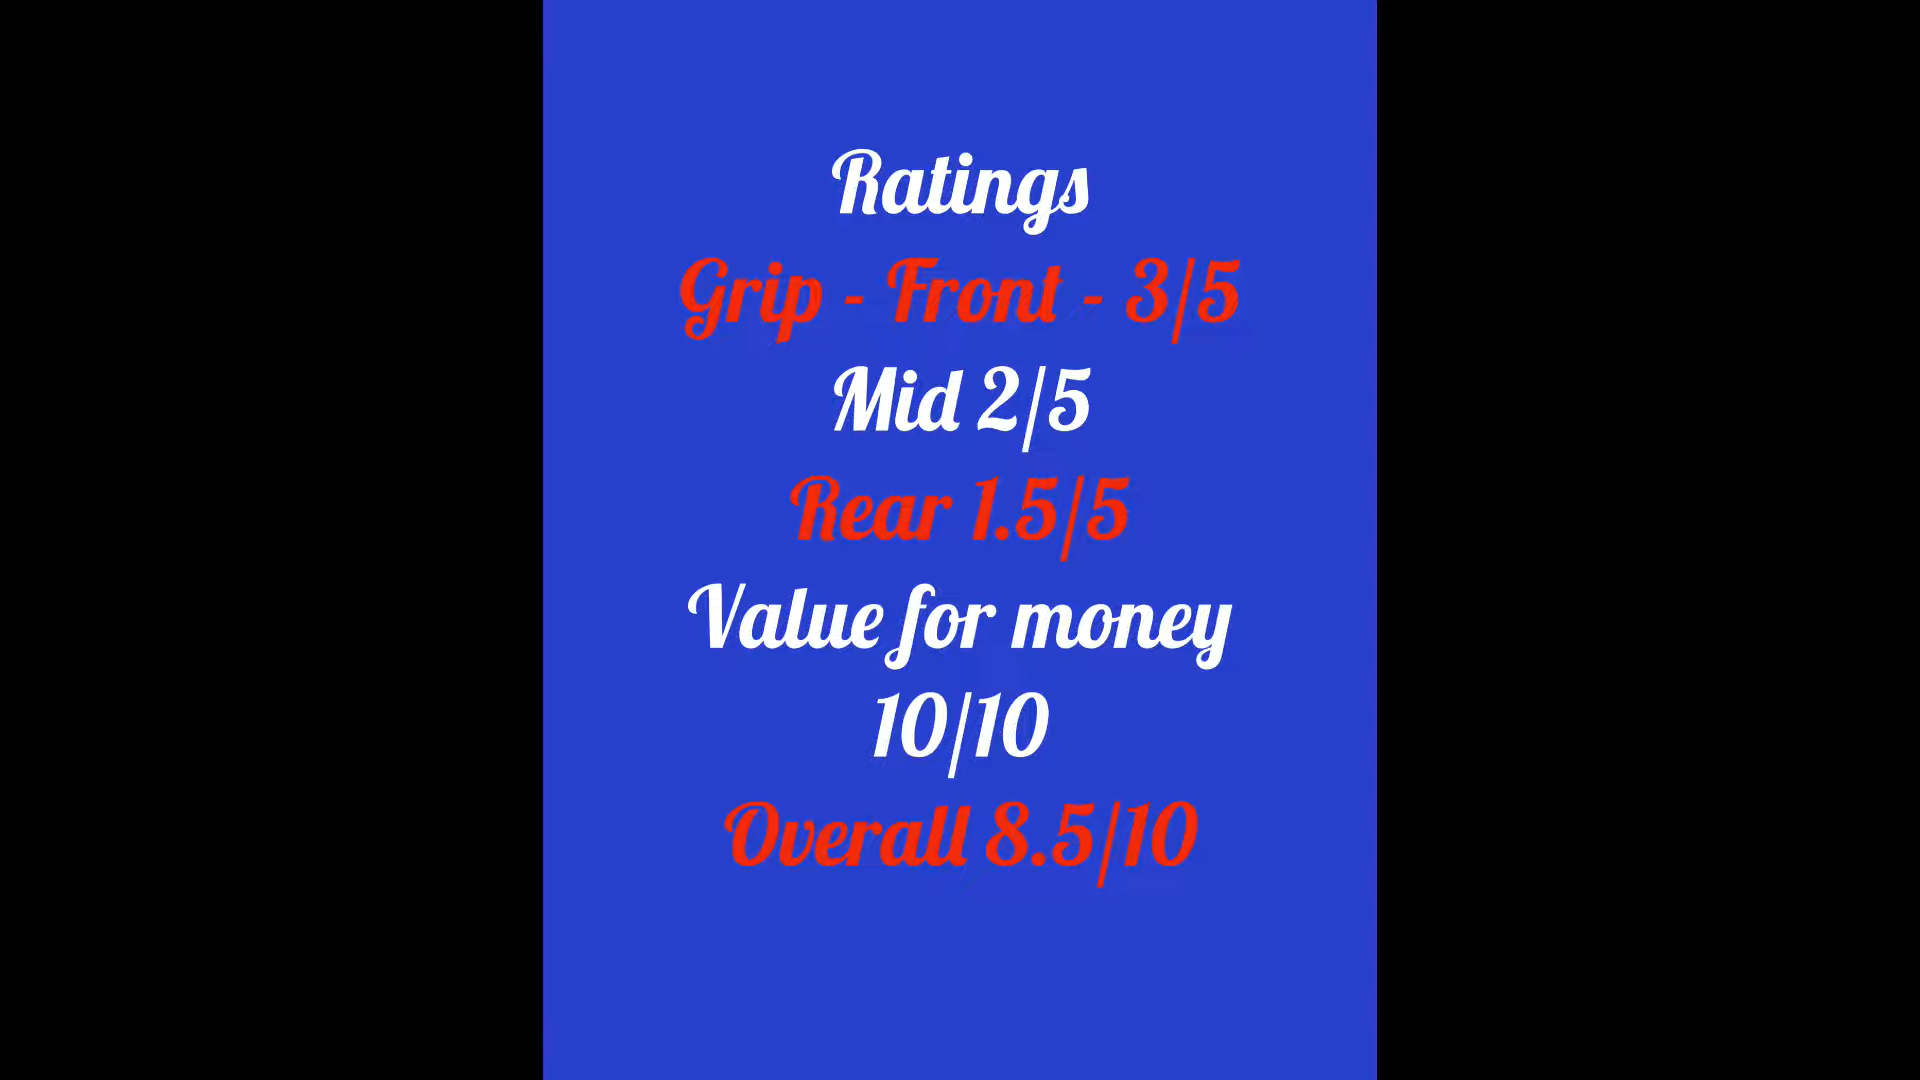 Ratings
Grip - Front - 3/5
Mid 2/5
Rear 1.5/5
Value for money
10/10
Overall 8.5/10